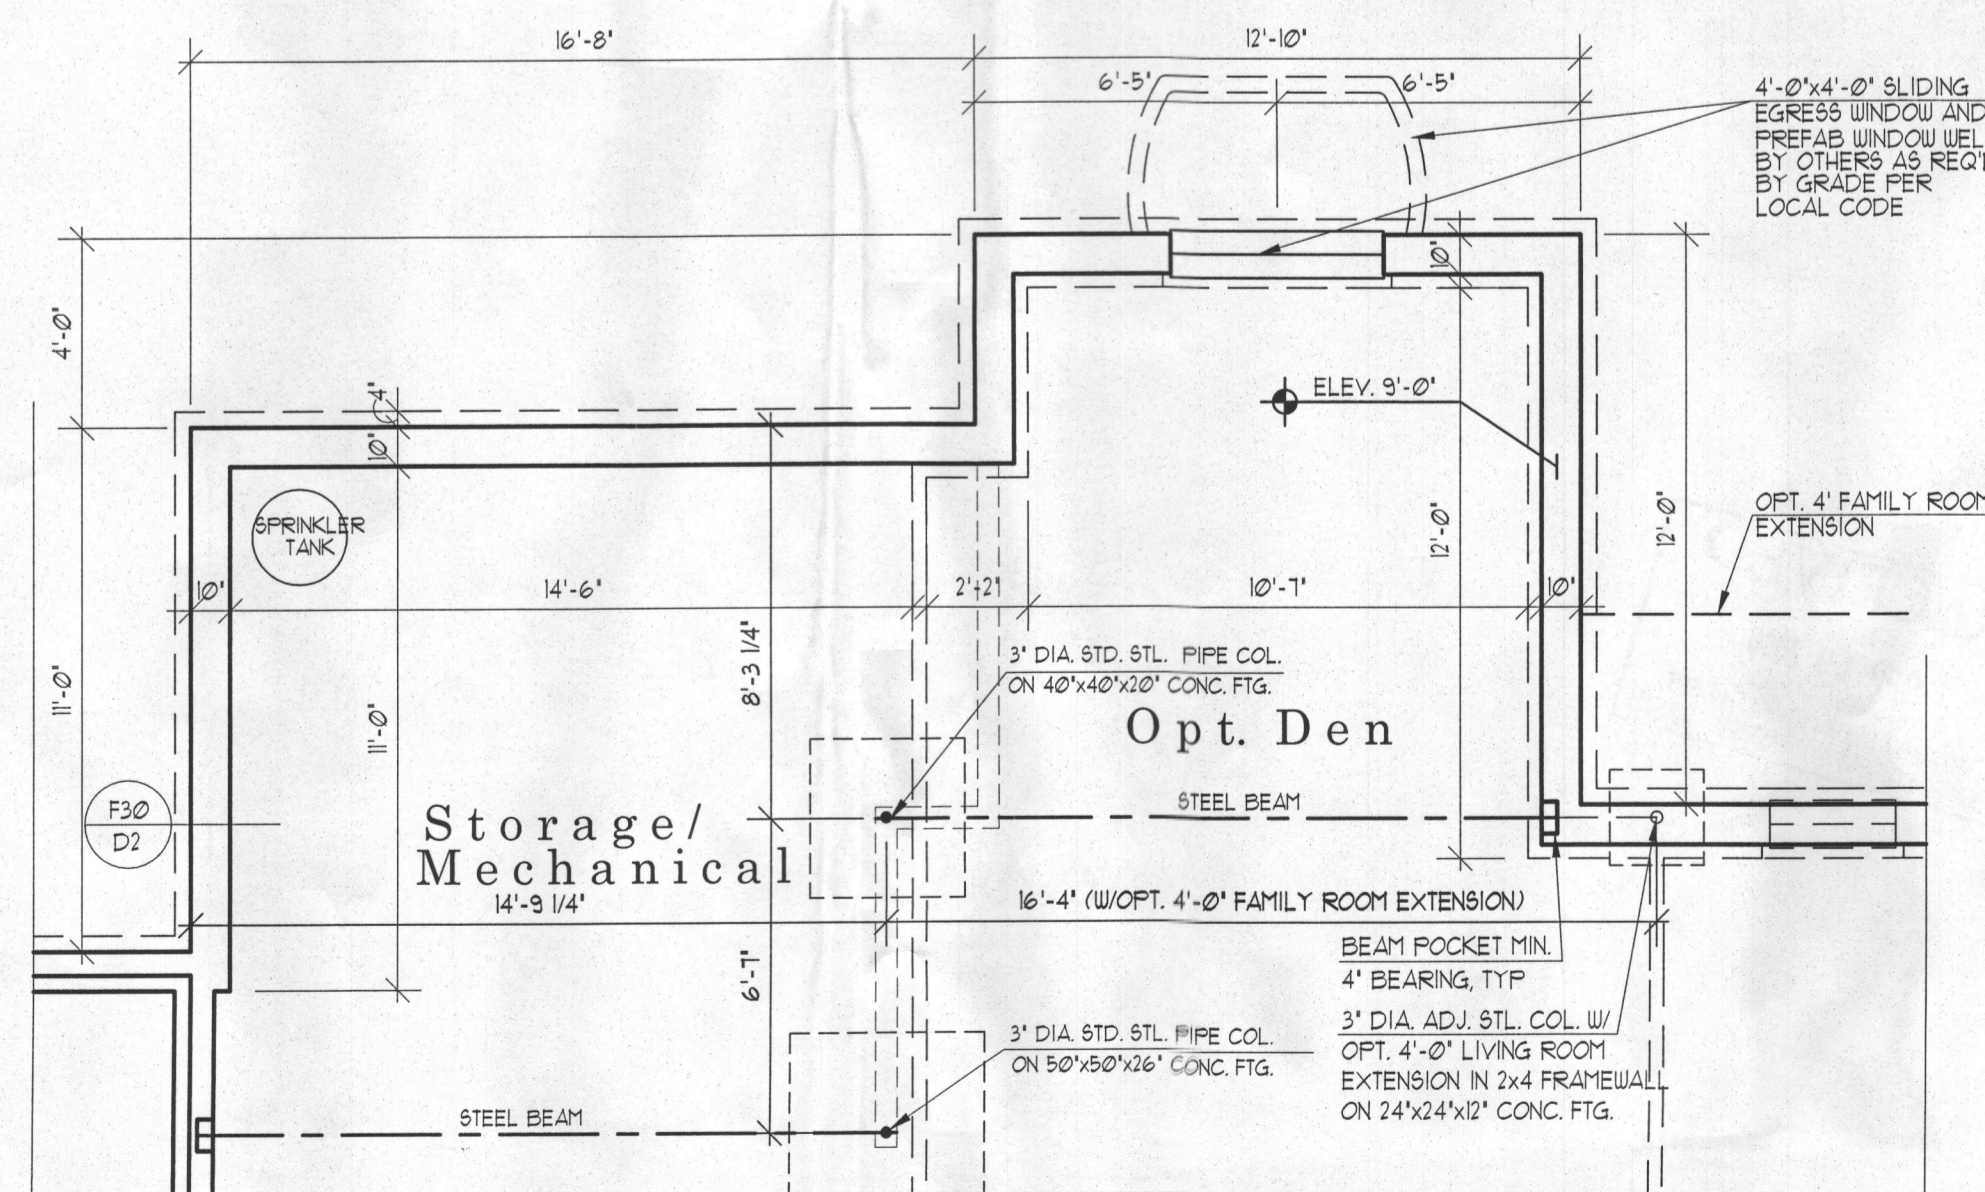 16'-8"
12'-10"
6'-5"
6'-5"
4'-0"x4'-0" SLIDING
EGRESS WINDOW AND
PREFAB WINDOW WEL
BY OTHERS AS REQ'
BY GRADE PER
LOCAL CODE
10"
4'-0"
4"
10"
ELEV. 9'-0"
SPRINKLER
TANK
12'-0"
12'-0"
OPT. 4' FAMILY ROOM
EXTENSION
10"
14'-6"
2'-2"
10'-7"
10"
11'-0"
11'-0"
8'-3 1/4"
3" DIA. STD. STL. PIPE COL.
ON 40"x40"x20" CONC. FTG.
Opt. Den
F30
D2
Storage/
Mechanical
STEEL BEAM
14'-9 1/4"
16'-4" (W/OPT. 4'-0" FAMILY ROOM EXTENSION)
6'-7"
BEAM POCKET MIN.
4" BEARING, TYP
3" DIA. ADJ. STL. COL. W/
OPT. 4'-0" LIVING ROOM
EXTENSION IN 2x4 FRAMEWALL
ON 24"x24"x12" CONC. FTG.
3" DIA. STD. STL. PIPE COL.
ON 50"x50"x26" CONC. FTG.
STEEL BEAM